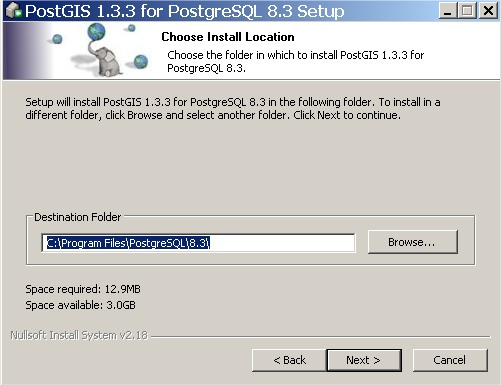 PostGIS 1.3.3 for PostgreSQL 8.3 Setup
Choose Install Location
Choose the folder in which to install PostGIS 1.3.3 for
PostgreSQL 8.3.
Setup will install PostGIS 1.3.3 for PostgreSQL 8.3 in the following folder. To install in a
different folder, click Browse and select another folder. Click Next to continue.
Destination Folder
C:\Program Files\PostgreSQL\8.3\
Browse...
Space required: 12.9MB
Space available: 3.0GB
Nullsoft Install System v2.18
< Back
Next >
Cancel